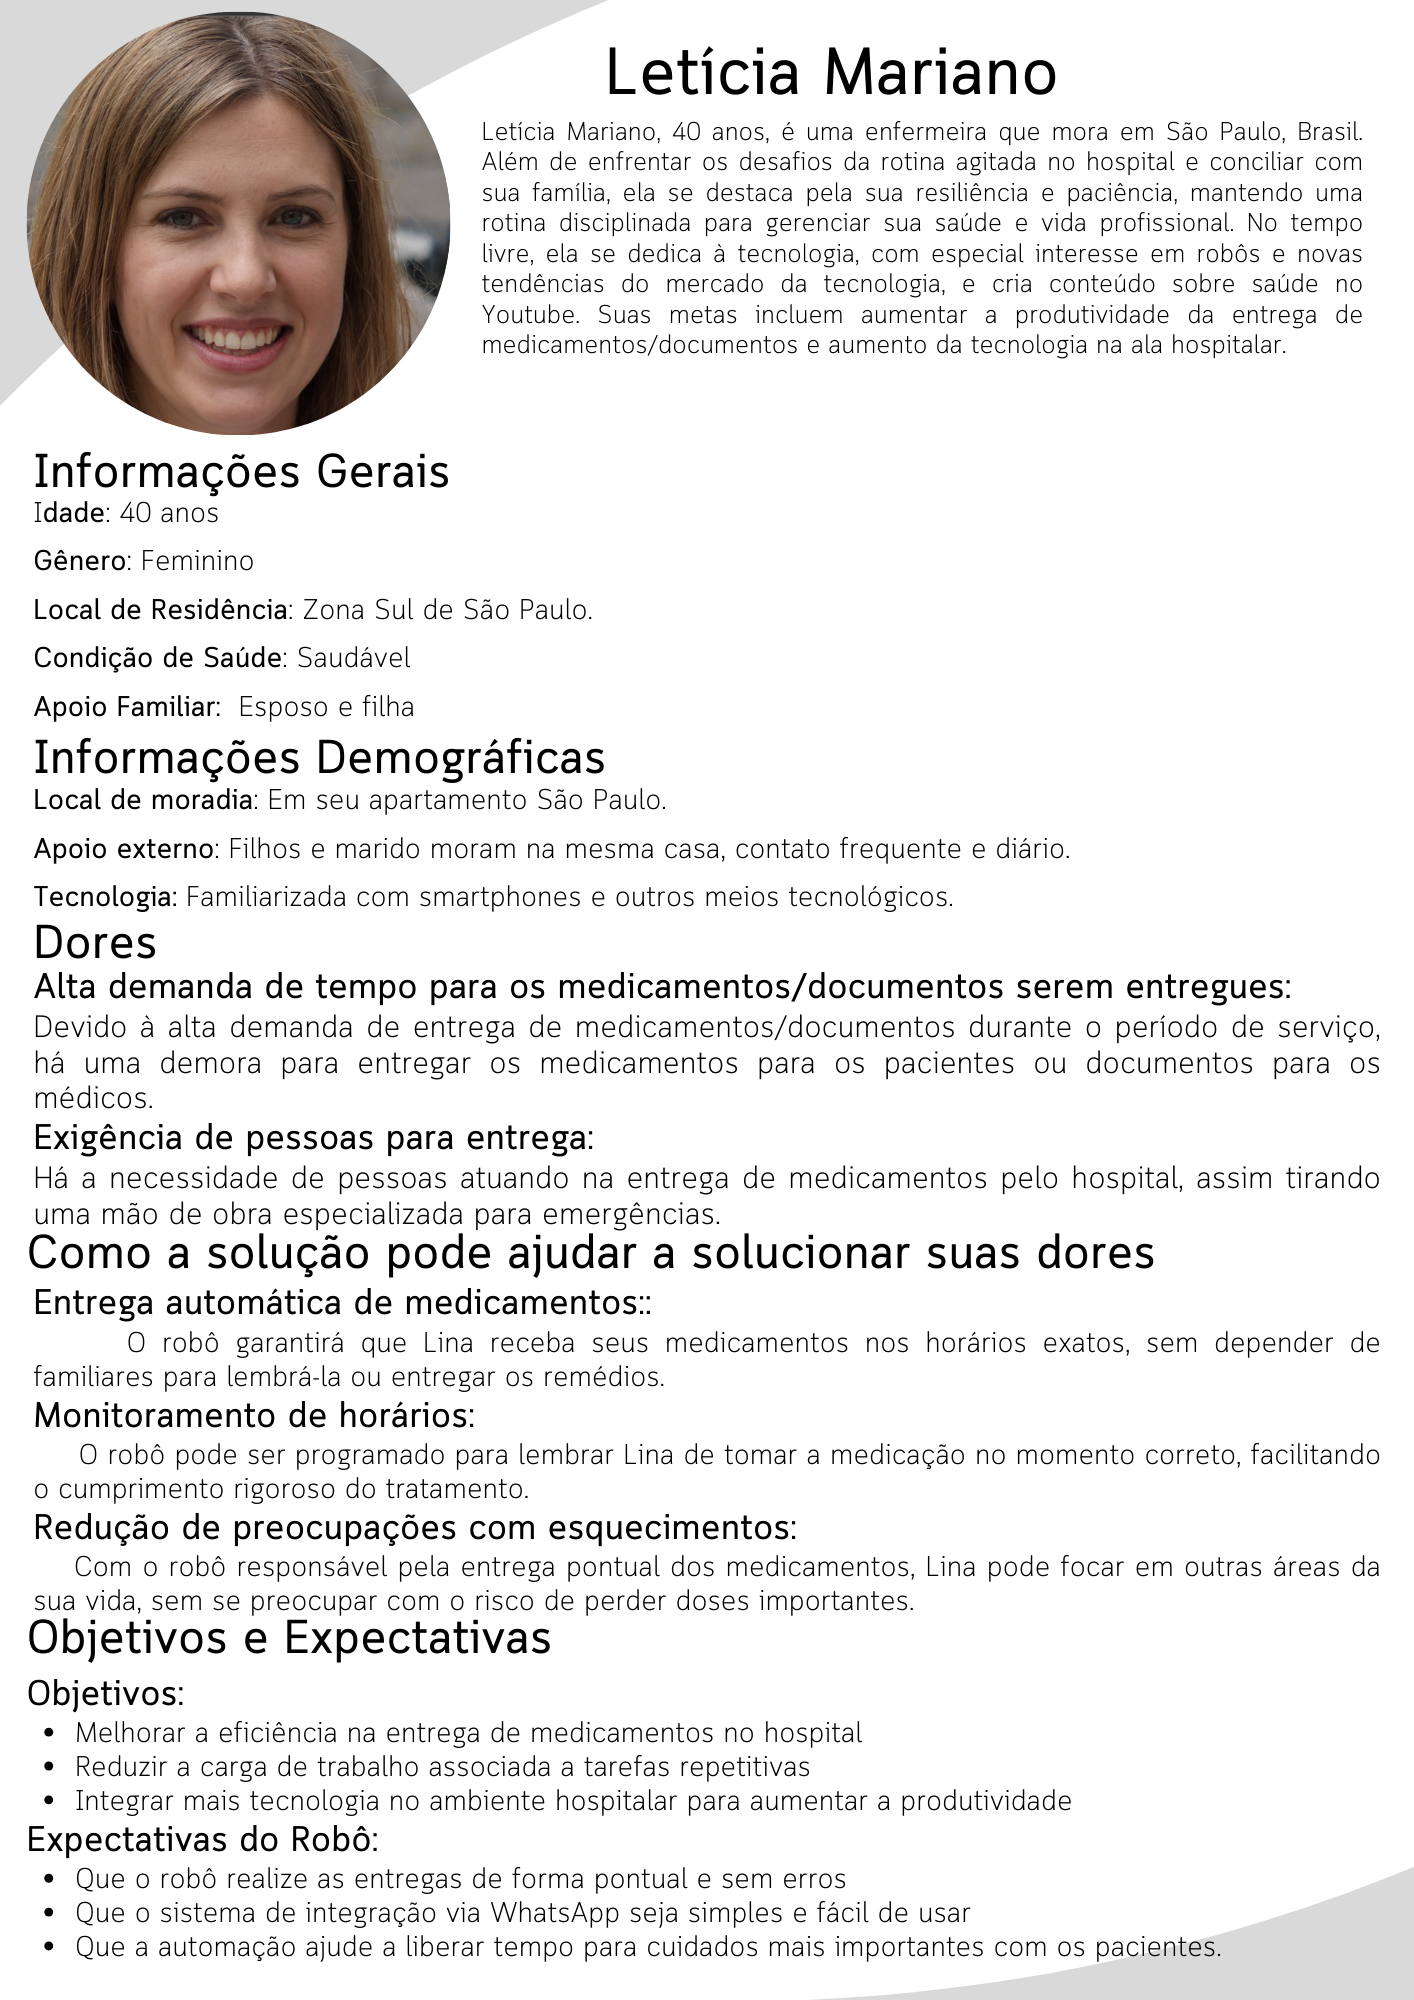 Letícia Mariano
Letícia Mariano, 40 anos, é uma enfermeira que mora em São Paulo, Brasil.
Além de enfrentar os desafios da rotina agitada no hospital e conciliar com
sua família, ela se destaca pela sua resiliência e paciência, mantendo uma
rotina disciplinada para gerenciar sua saúde e vida profissional. No tempo
livre, ela se dedica à tecnologia, com especial interesse em robôs e novas
tendências do mercado da tecnologia, e cria conteúdo sobre saúde no
Youtube. Suas metas incluem aumentar a produtividade da entrega de
medicamentos/documentos e aumento da tecnologia na ala hospitalar.
Informações Gerais
Idade: 40 anos
Gênero: Feminino
Local de Residência: Zona Sul de São Paulo.
Condição de Saúde: Saudável
Apoio Familiar: Esposo e filha
Informações Demográficas
Local de moradia: Em seu apartamento São Paulo.
Apoio externo: Filhos e marido moram na mesma casa, contato frequente e diário.
Tecnologia: Familiarizada com smartphones e outros meios tecnológicos.
Dores
Alta demanda de tempo para os medicamentos/documentos serem entregues:
Devido à alta demanda de entrega de medicamentos/documentos durante o período de serviço,
há uma demora para entregar os medicamentos para os pacientes ou documentos para os
médicos.
Exigência de pessoas para entrega:
Há a necessidade de pessoas atuando na entrega de medicamentos pelo hospital, assim tirando
uma mão de obra especializada para emergências.
Como a solução pode ajudar a solucionar suas dores
Entrega automática de medicamentos::
O robô garantirá que Lina receba seus medicamentos nos horários exatos, sem depender de
familiares para lembrá-la ou entregar os remédios.
Monitoramento de horários:
O robô pode ser programado para lembrar Lina de tomar a medicação no momento correto, facilitando
o cumprimento rigoroso do tratamento.
Redução de preocupações com esquecimentos:
Com o robô responsável pela entrega pontual dos medicamentos, Lina pode focar em outras áreas da
sua vida, sem se preocupar com o risco de perder doses importantes.
Objetivos e Expectativas
Objetivos:
• Melhorar a eficiência na entrega de medicamentos no hospital
• Reduzir a carga de trabalho associada a tarefas repetitivas
• Integrar mais tecnologia no ambiente hospitalar para aumentar a produtividade
Expectativas do Robô:
• Que o robô realize as entregas de forma pontual e sem erros
• Que o sistema de integração via WhatsApp seja simples e fácil de usar
• Que a automação ajude a liberar tempo para cuidados mais importantes com os pacientes.